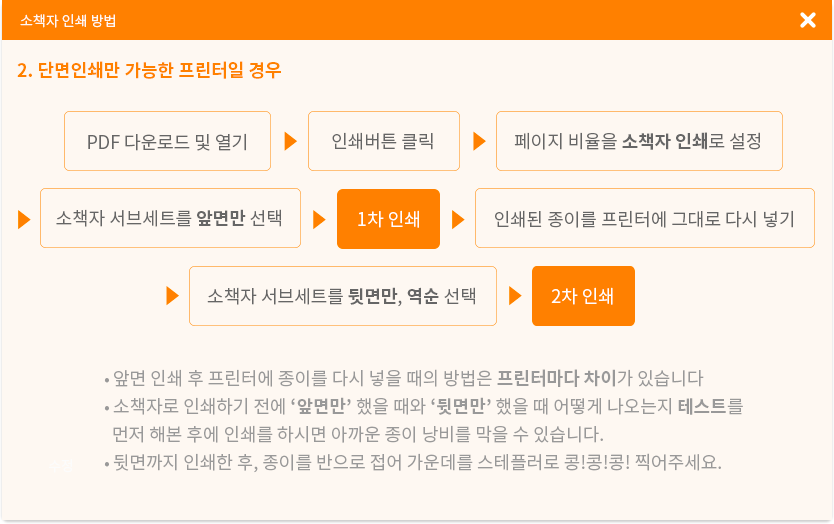 소책자 인쇄 방법
2. 단면인쇄만 가능한 프린터일 경우
PDF 다운로드 및 열기
인쇄버튼 클릭
페이지 비율을 소책자 인쇄로 설정
소책자 서브세트를 앞면만 선택
1차 인쇄
인쇄된 종이를 프린터에 그대로 다시 넣기
소책자 서브세트를 뒷면만, 역순 선택
2차 인쇄
• 앞면 인쇄 후 프린터에 종이를 다시 넣을 때의 방법은 프린터마다 차이가 있습니다
• 소책자로 인쇄하기 전에 ‘앞면만’ 했을 때와 ‘뒷면만’ 했을 때 어떻게 나오는지 테스트를
먼저 해본 후에 인쇄를 하시면 아까운 종이 낭비를 막을 수 있습니다.
• 뒷면까지 인쇄한 후, 종이를 반으로 접어 가운데를 스테플러로 콩!콩!콩! 찍어주세요.